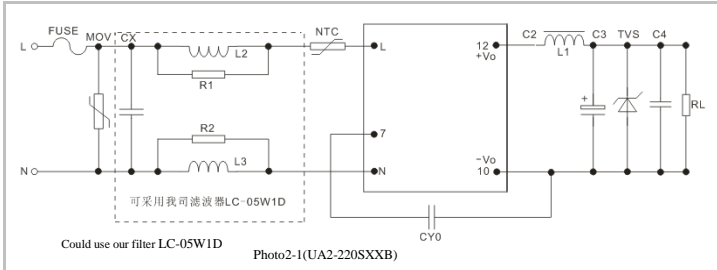 FUSE
MOV
CX
NTC
L
L2
R1
R2
L3
N
L
7
N
12
+Vo
-Vo
10
C2
L1
C3
TVS
C4
RL
可采用我司滤波器LC-05W1D
CY0
Could use our filter LC-05W1D
Photo2-1(UA2-220SXXB)
+